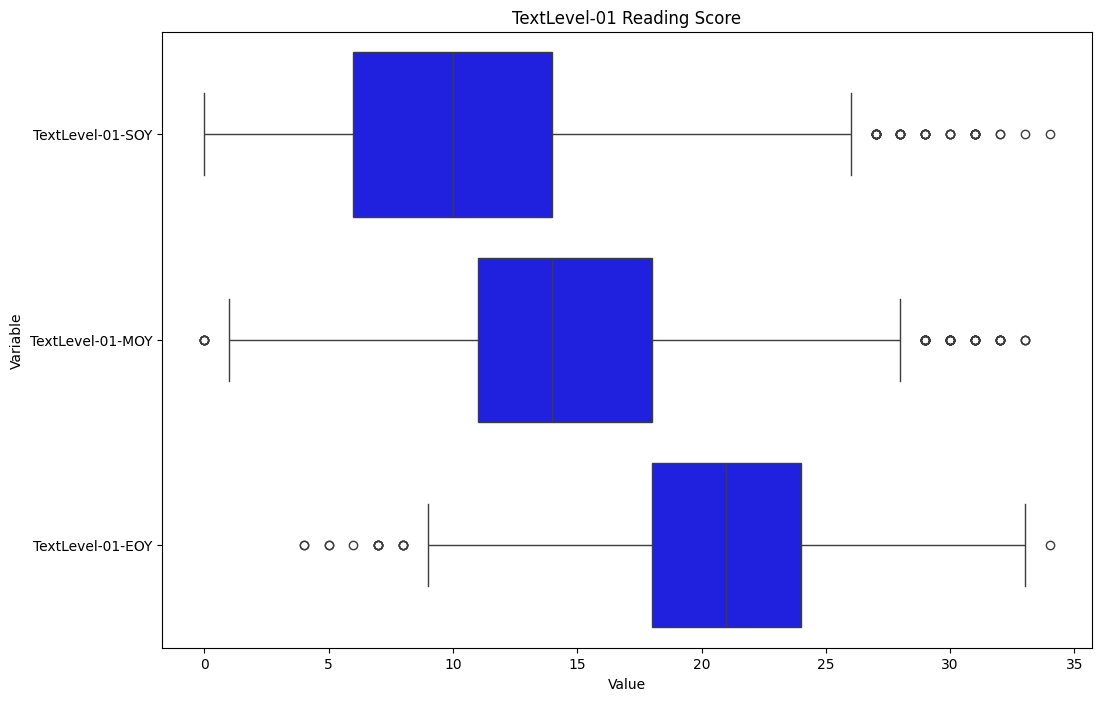 TextLevel-01 Reading Score
Variable
TextLevel-01-SOY
TextLevel-01-MOY
TextLevel-01-EOY
0 5 10 15 20 25 30 35
Value